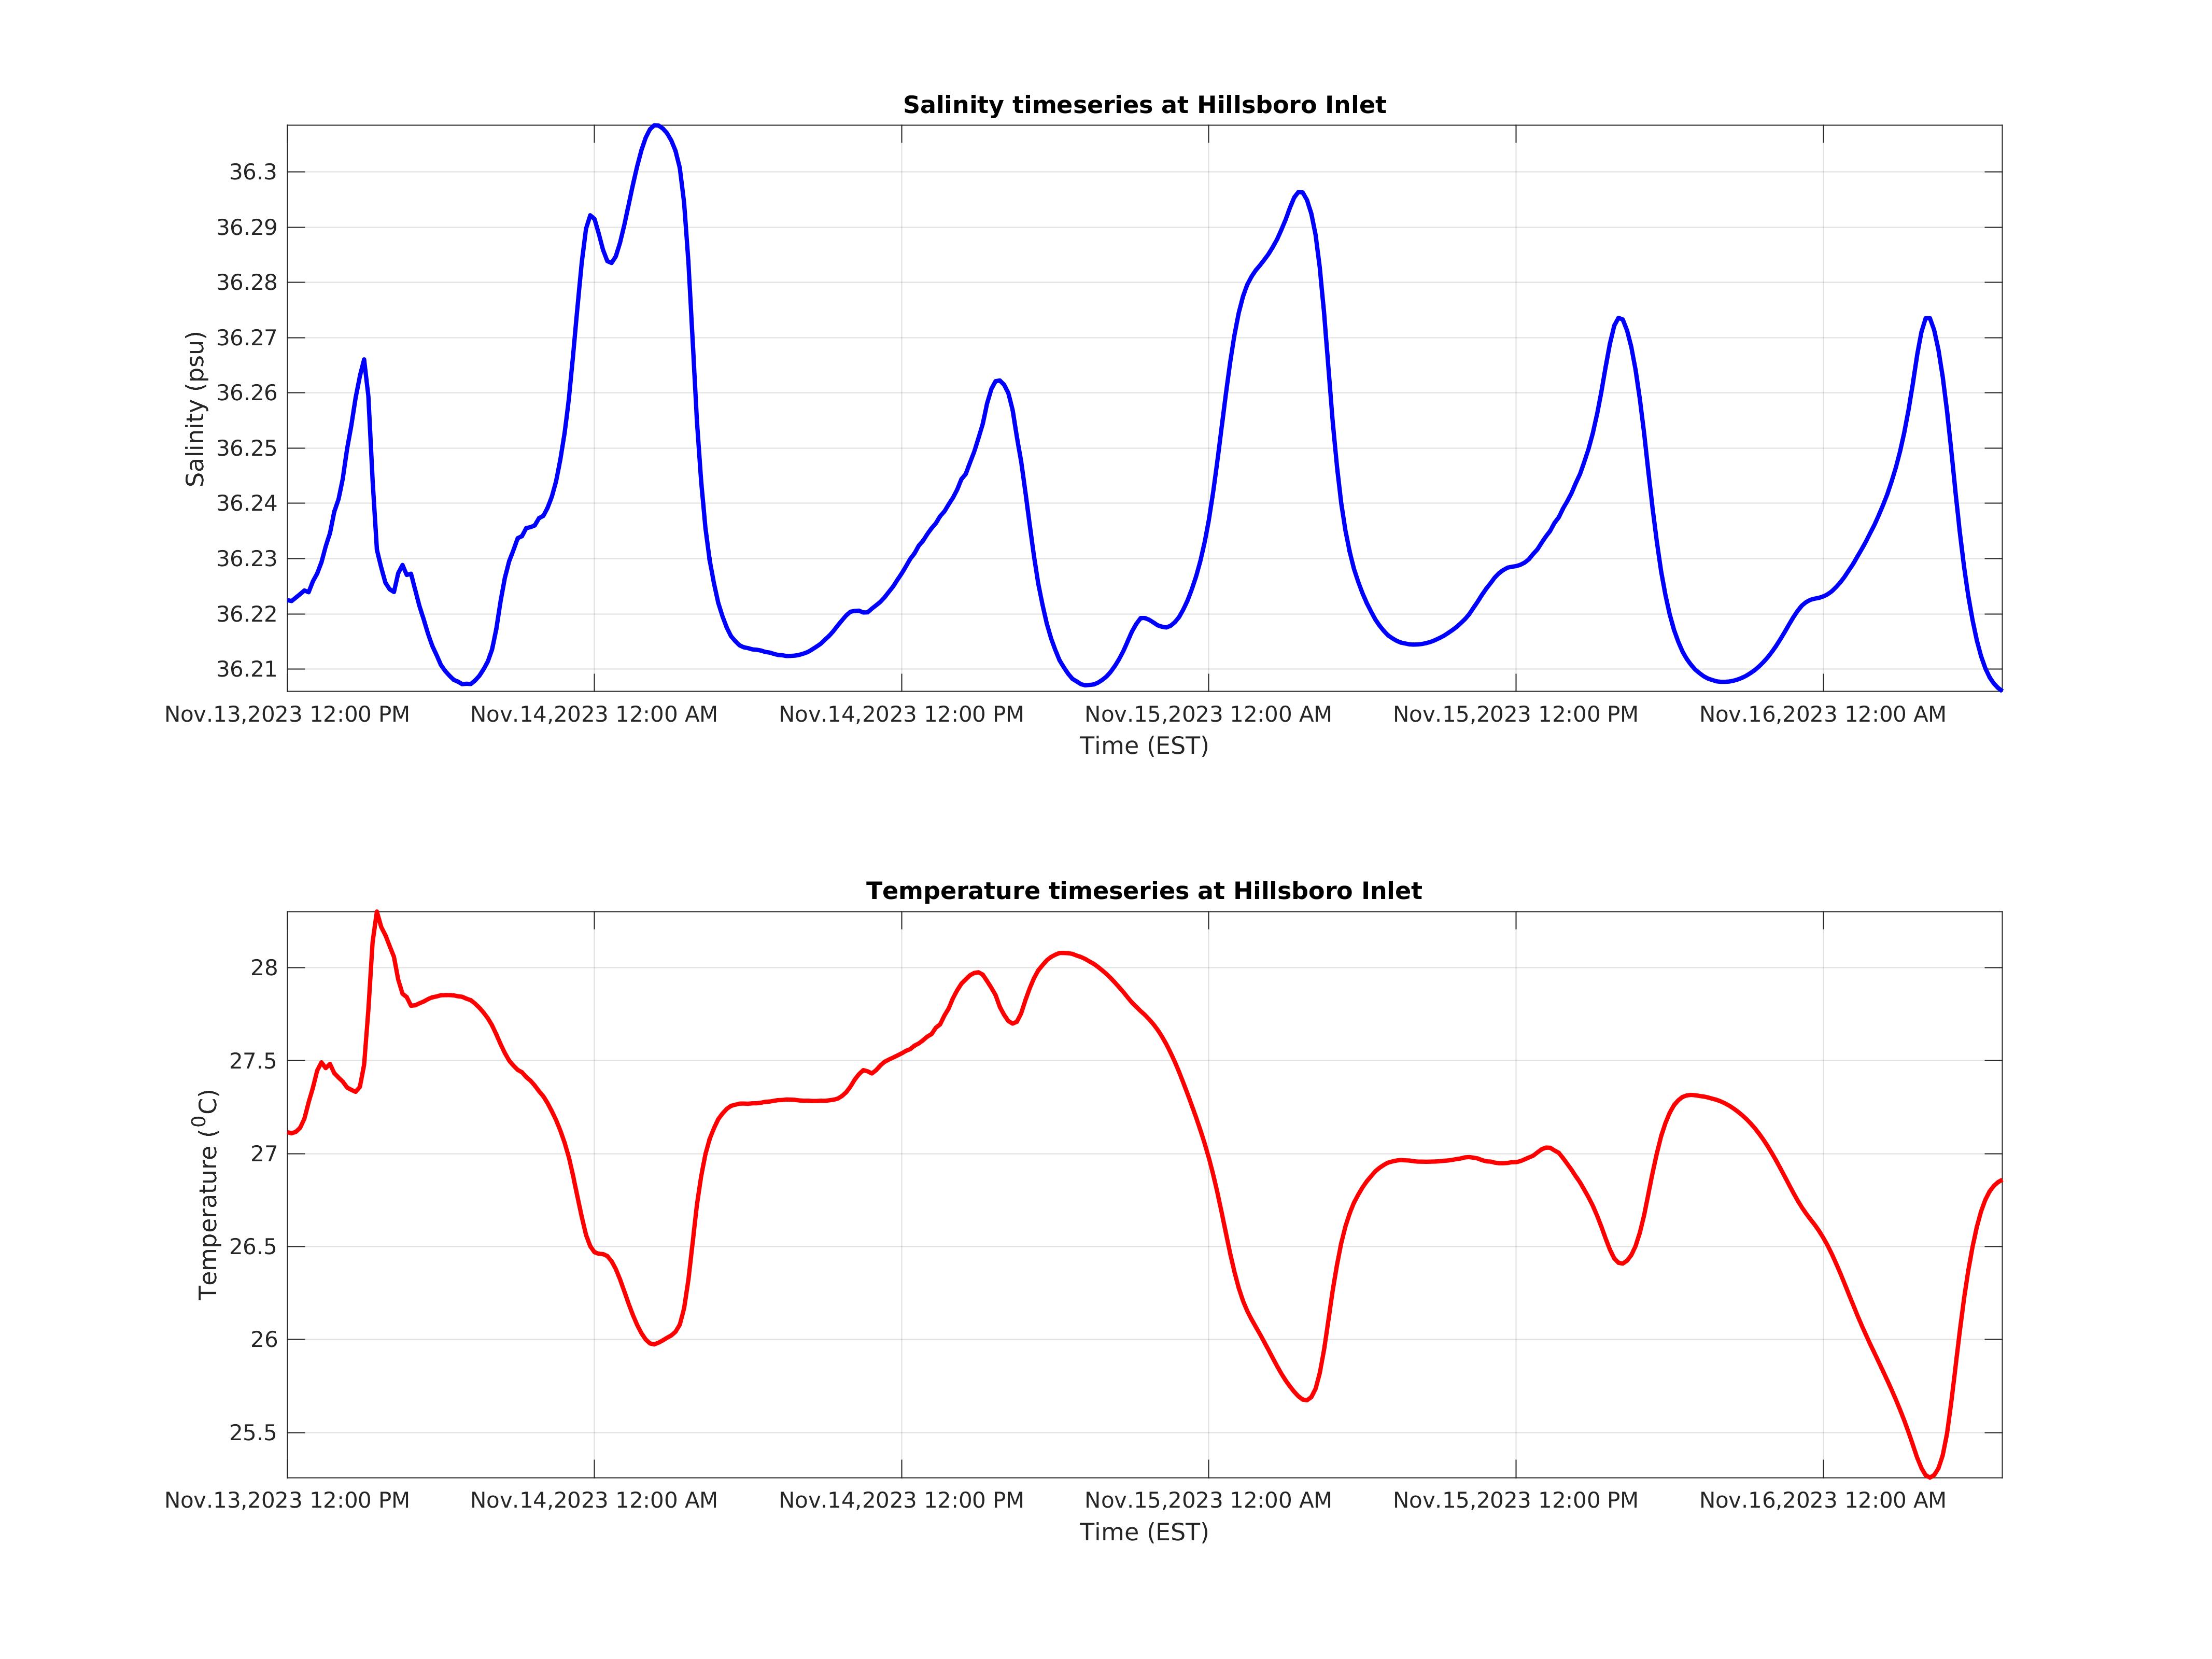 Salinity timeseries at Hillsboro Inlet
36.3
36.29
36.28
36.27
36.26
36.25
36.24
36.23
36.22
36.21
Salinity (psu)
Nov.13,2023 12:00 PM Nov.14,2023 12:00 AM Nov.14,2023 12:00 PM Nov.15,2023 12:00 AM Nov.15,2023 12:00 PM Nov.16,2023 12:00 AM
Time (EST)
Temperature timeseries at Hillsboro Inlet
28
27.5
27
26.5
26
25.5
Temperature (⁰C)
Nov.13,2023 12:00 PM Nov.14,2023 12:00 AM Nov.14,2023 12:00 PM Nov.15,2023 12:00 AM Nov.15,2023 12:00 PM Nov.16,2023 12:00 AM
Time (EST)